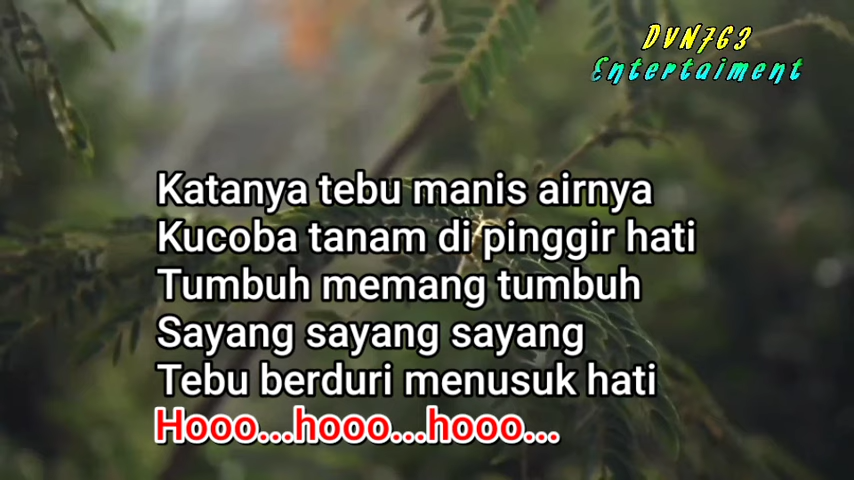 DVN763
Entertaiment
Katanya tebu manis airnya
Kucoba tanam di pinggir hati
Tumbuh memang tumbuh
Sayang sayang sayang
Tebu berduri menusuk hati
Hooo...hooo...hooo...